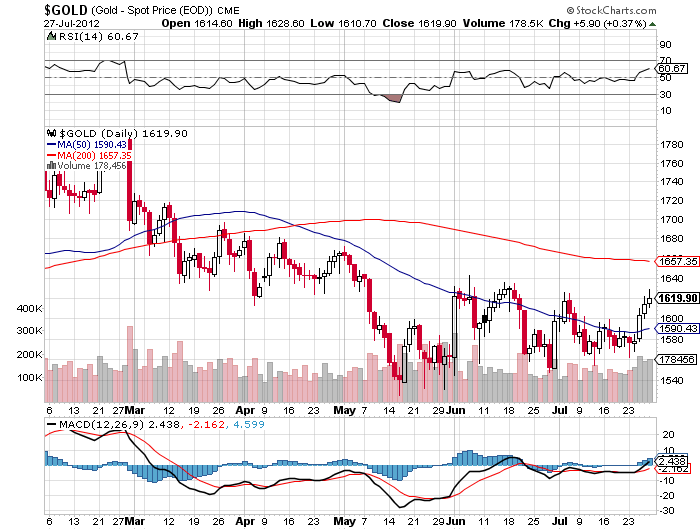 $GOLD (Gold - Spot Price (EOD)) CME © StockCharts.com
27-Jul-2012 Open 1614.60 High 1628.60 Low 1610.70 Close 1619.90 Volume 178.5K Chg +5.90 (+0.37%)
RSI(14) 60.67
90
70
60.67
50
30
10
$GOLD (Daily) 1619.90
MA(50) 1590.43
MA(200) 1657.35
Volume 178,456
1780
1760
1740
1720
1700
1680
1657.35
1640
1619.90
1600
1590.43
1580
178456
1540
400K
300K
200K
100K
6 13 21 27 Mar 12 19 26 Apr 9 16 23 May 7 14 21 29 Jun 11 18 25 Jul 9 16 23
MACD(12,26,9) 2.438, -2.162, 4.599
20
10
2.438
-2.162
-10
-20
-30
6 13 21 27 Mar 12 19 26 Apr 9 16 23 May 7 14 21 29 Jun 11 18 25 Jul 9 16 23